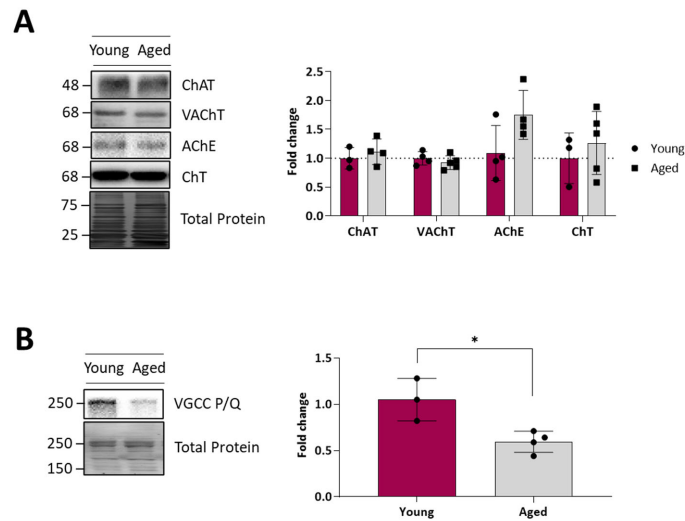 A
Young Aged
48
ChAT
68
VAChT
68
AChE
68
ChT
75
25
Total Protein
Fold change
2.5
2.0
1.5
1.0
0.5
0.0
ChAT VAChT AChE ChT
Young
Aged
B
Young Aged
250
VGCC P/Q
250
150
Total Protein
Fold change
1.5
1.0
0.5
0.0
*
Young Aged